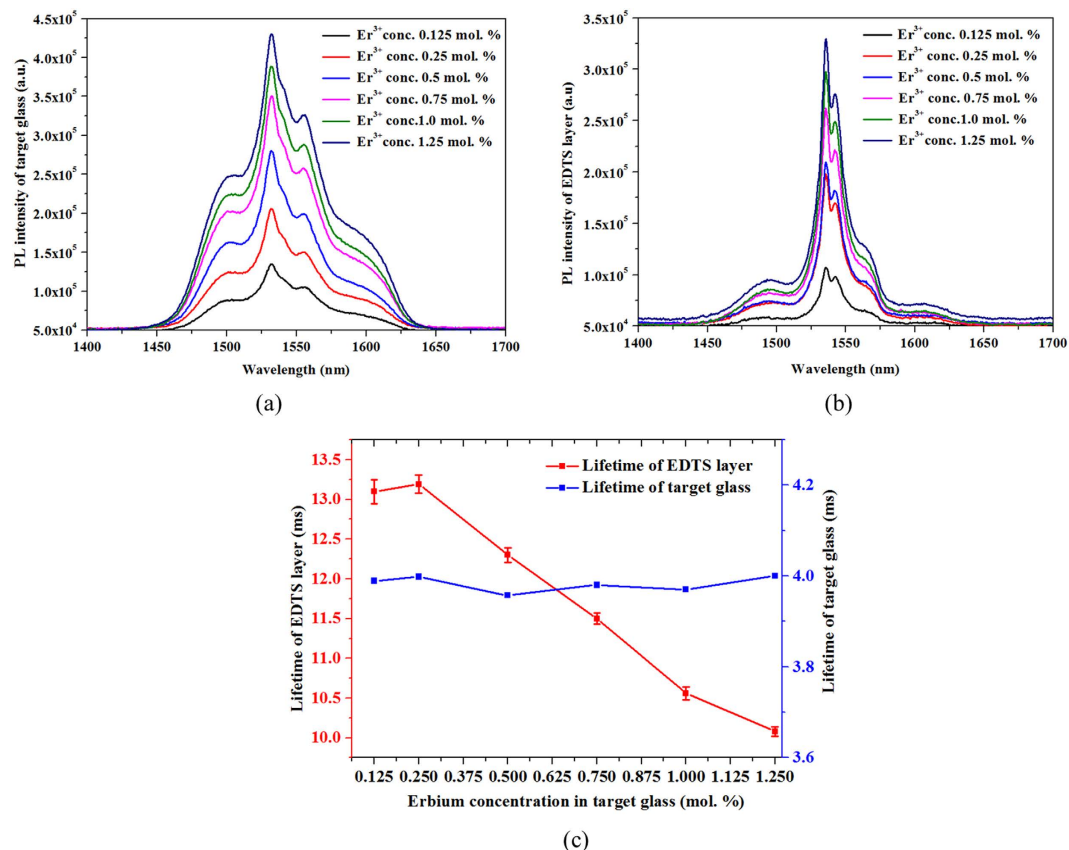 4.5x10⁵
4.0x10⁵
3.5x10⁵
3.0x10⁵
2.5x10⁵
2.0x10⁵
1.5x10⁵
1.0x10⁵
5.0x10⁴
PL intensity of target glass (a.u.)
Er³⁺ conc. 0.125 mol. %
Er³⁺ conc. 0.25 mol. %
Er³⁺ conc. 0.5 mol. %
Er³⁺ conc. 0.75 mol. %
Er³⁺ conc.1.0 mol. %
Er³⁺ conc. 1.25 mol. %
1400 1450 1500 1550 1600 1650 1700
Wavelength (nm)
(a)
3.5x10⁵
3.0x10⁵
2.5x10⁵
2.0x10⁵
1.5x10⁵
1.0x10⁵
5.0x10⁴
PL intensity of EDTS layer (a.u)
Er³⁺ conc. 0.125 mol. %
Er³⁺ conc. 0.25 mol. %
Er³⁺ conc. 0.5 mol. %
Er³⁺ conc. 0.75 mol. %
Er³⁺ conc.1.0 mol. %
Er³⁺ conc. 1.25 mol. %
1400 1450 1500 1550 1600 1650 1700
Wavelength (nm)
(b)
13.5
13.0
12.5
12.0
11.5
11.0
10.5
10.0
Lifetime of EDTS layer (ms)
Lifetime of EDTS layer
Lifetime of target glass
4.2
4.0
3.8
3.6
Lifetime of target glass (ms)
0.125 0.250 0.375 0.500 0.625 0.750 0.875 1.000 1.125 1.250
Erbium concentration in target glass (mol. %)
(c)